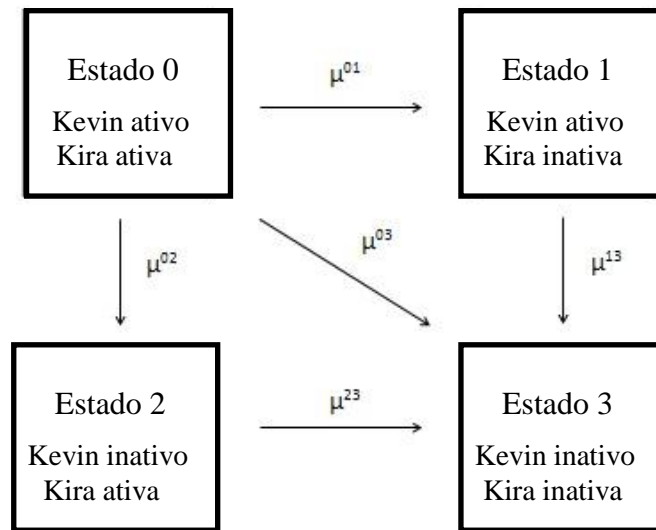 Estado 0
Kevin ativo
Kira ativa
μ01
Estado 1
Kevin ativo
Kira inativa
μ02
μ03
μ13
Estado 2
Kevin inativo
Kira ativa
μ23
Estado 3
Kevin inativo
Kira inativa